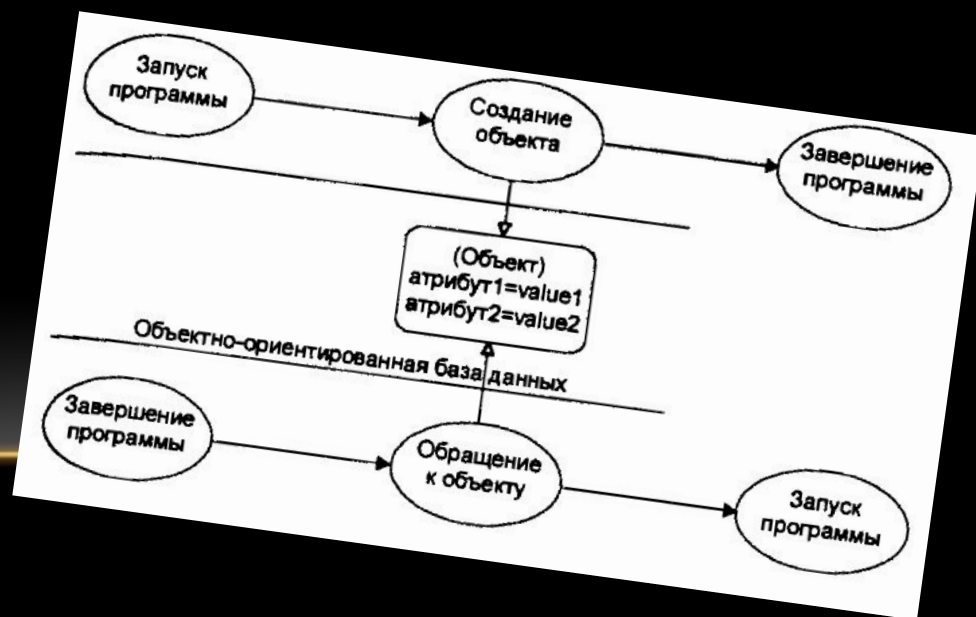 Запуск
программы
Создание
объекта
Завершение
программы
(Объект)
атрибут1=value1
атрибут2=value2
Объектно-ориентированная база данных
Завершение
программы
Обращение
к объекту
Запуск
программы